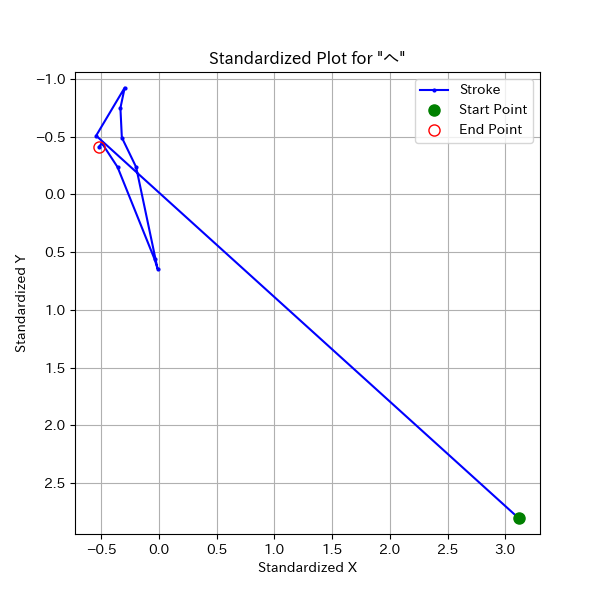 Standardized Plot for "へ"
Stroke
Start Point
End Point
−1.0
−0.5
0.0
0.5
1.0
1.5
2.0
2.5
Standardized Y
−0.5 0.0 0.5 1.0 1.5 2.0 2.5 3.0
Standardized X